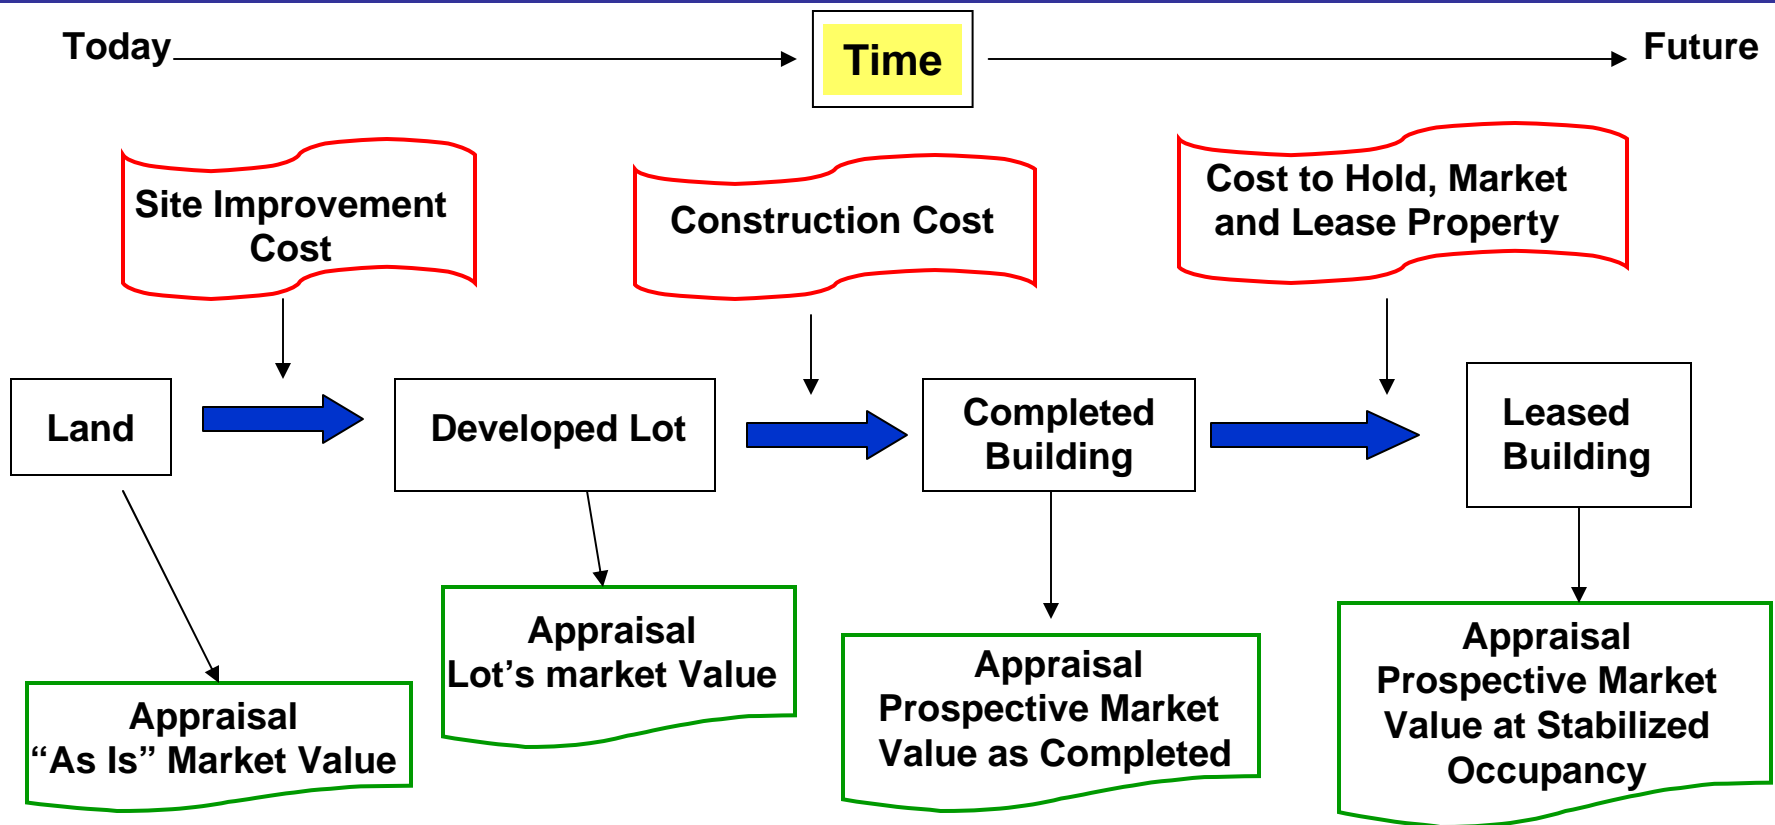 Today
Time
Future
Site Improvement
Cost
Construction Cost
Cost to Hold, Market
and Lease Property
Land
Developed Lot
Completed
Building
Leased
Building
Appraisal
“As Is” Market Value
Appraisal
Lot’s market Value
Appraisal
Prospective Market
Value as Completed
Appraisal
Prospective Market
Value at Stabilized
Occupancy